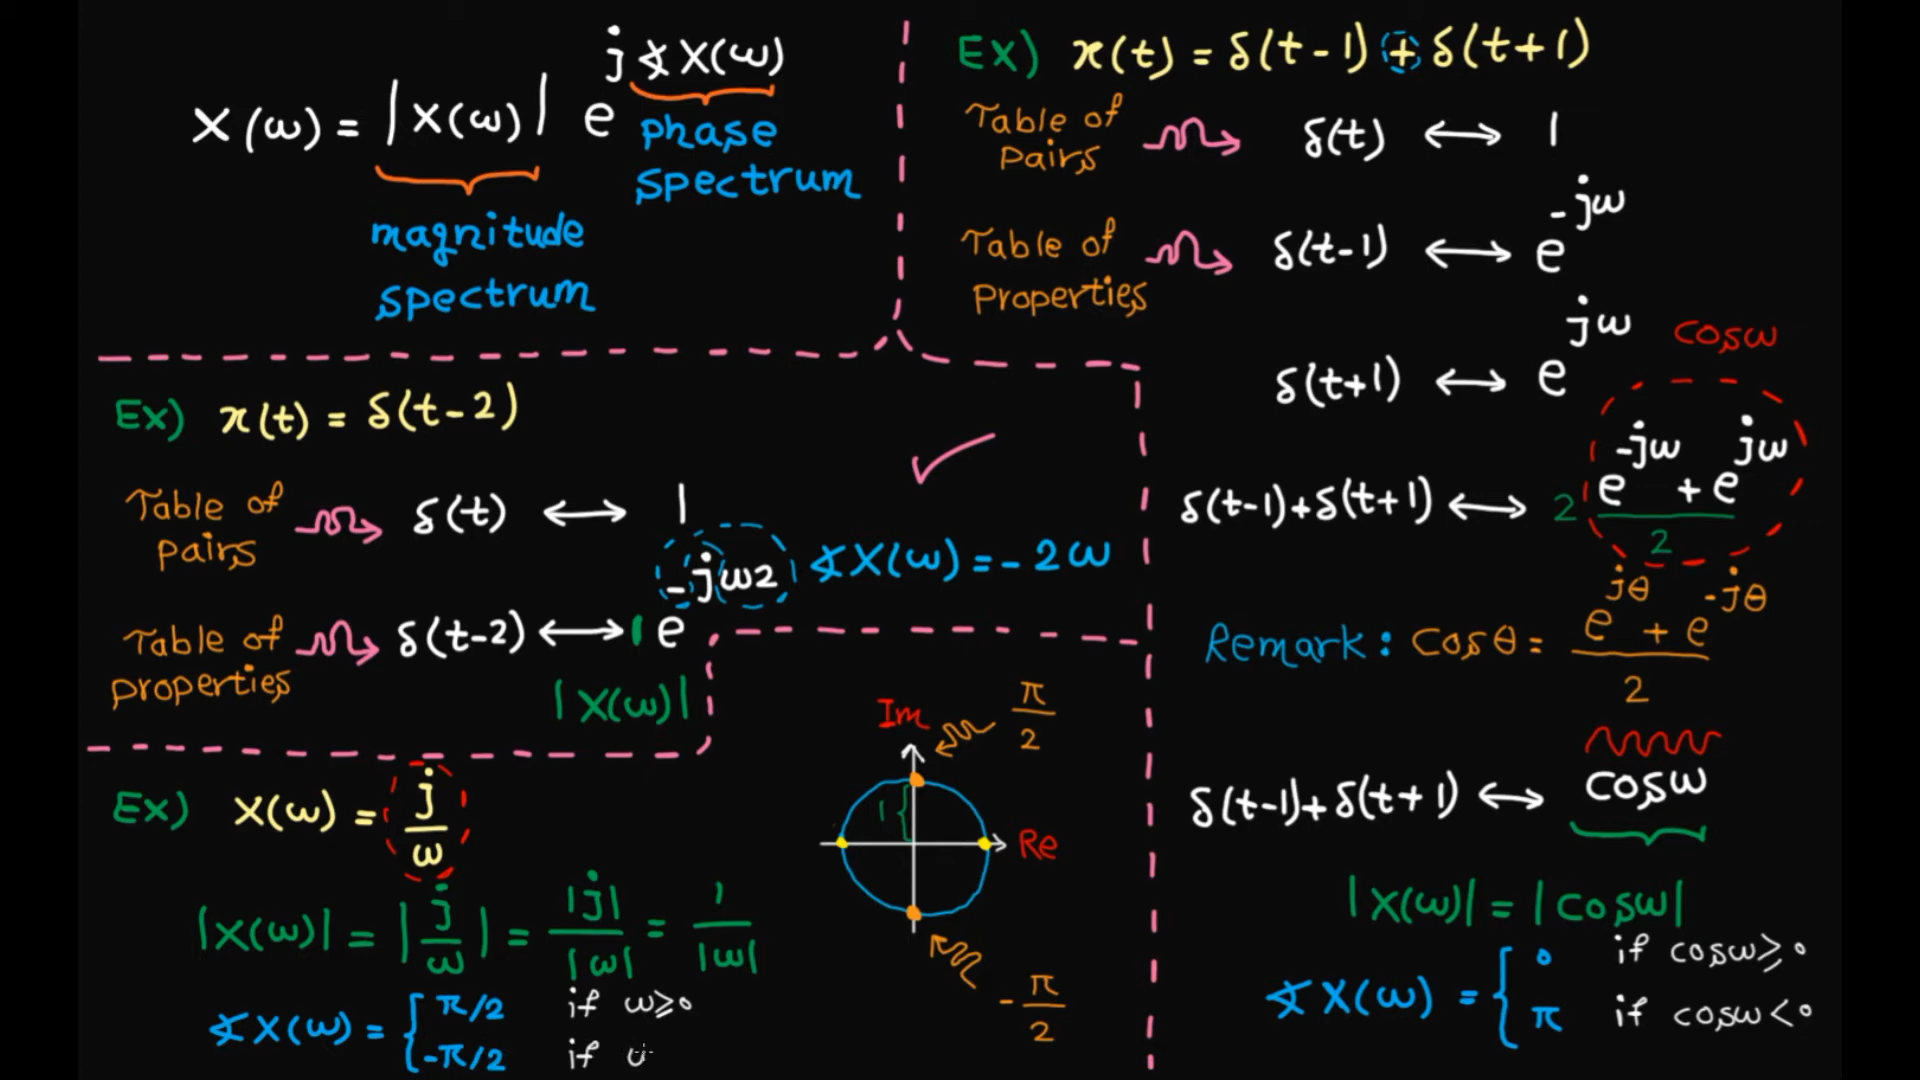 X(ω) = |X(ω)| e^{j∢X(ω)}
phase
spectrum
magnitude
spectrum
EX) x(t) = δ(t-1) + δ(t+1)
Table of
pairs
δ(t) ⟷ 1
Table of
properties
δ(t-1) ⟷ e^{-jω}
δ(t+1) ⟷ e^{jω}
cosω
δ(t-1)+δ(t+1) ⟷ 2 (e^{-jω} + e^{jω})/2
Remark: cosθ = (e^{jθ} + e^{-jθ})/2
δ(t-1)+δ(t+1) ⟷ cosω
|X(ω)| = |cosω|
∢X(ω) = { 0 if cosω ≥ 0
π if cosω < 0
EX) x(t) = δ(t-2)
Table of
pairs
δ(t) ⟷ 1
Table of
properties
δ(t-2) ⟷ 1 e^{-jω2}
∢X(ω) = -2ω
|X(ω)|
EX) X(ω) = j/ω
|X(ω)| = |j/ω| = |j|/|ω| = 1/|ω|
∢X(ω) = { π/2 if ω ≥ 0
-π/2 if
Im
π/2
1
Re
-π/2